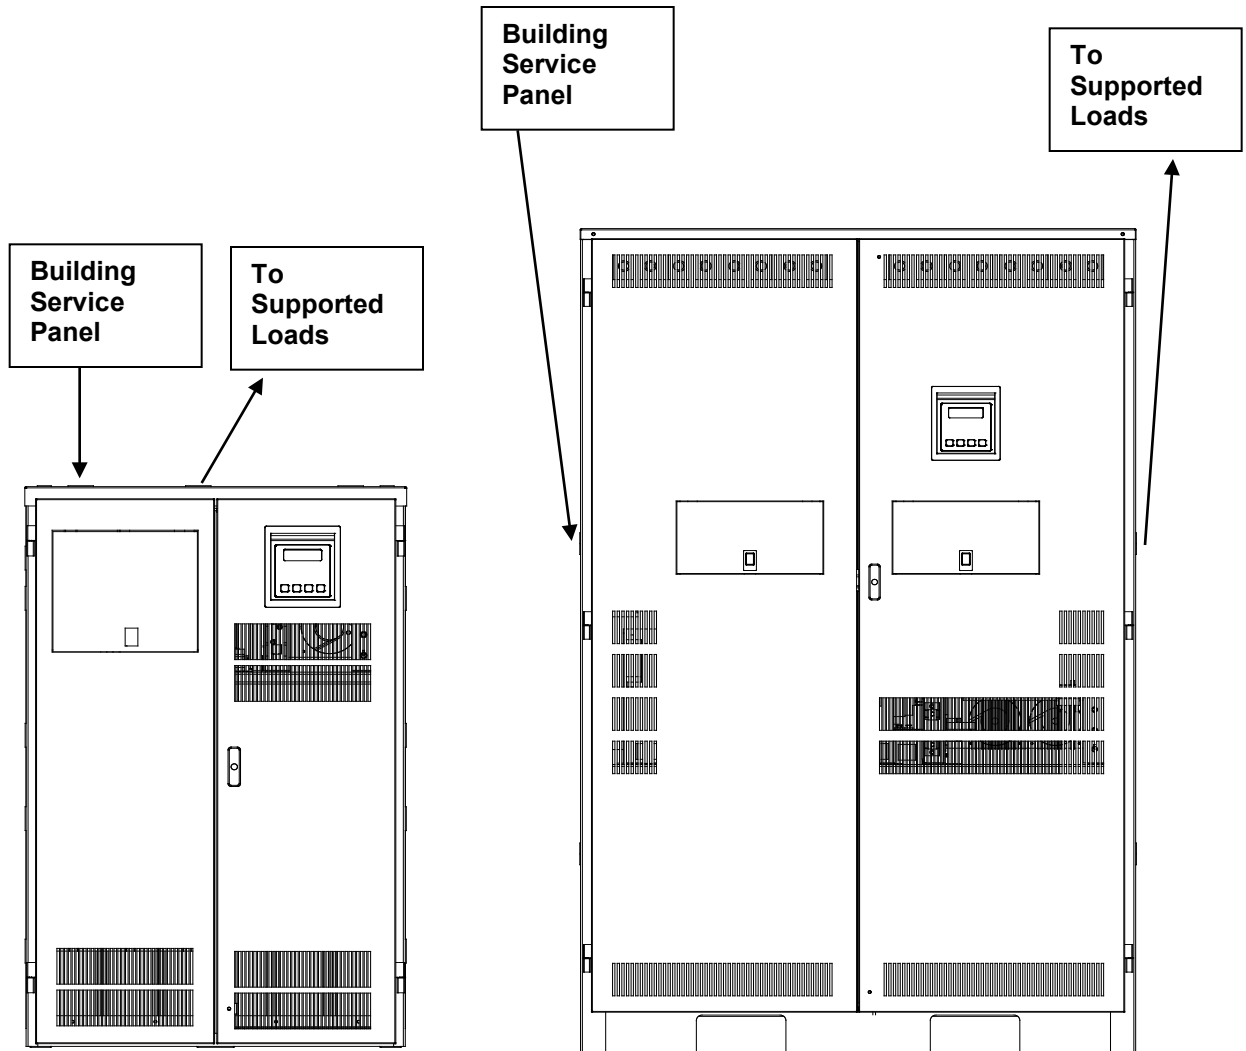 Building
Service
Panel
To
Supported
Loads
Building
Service
Panel
To
Supported
Loads